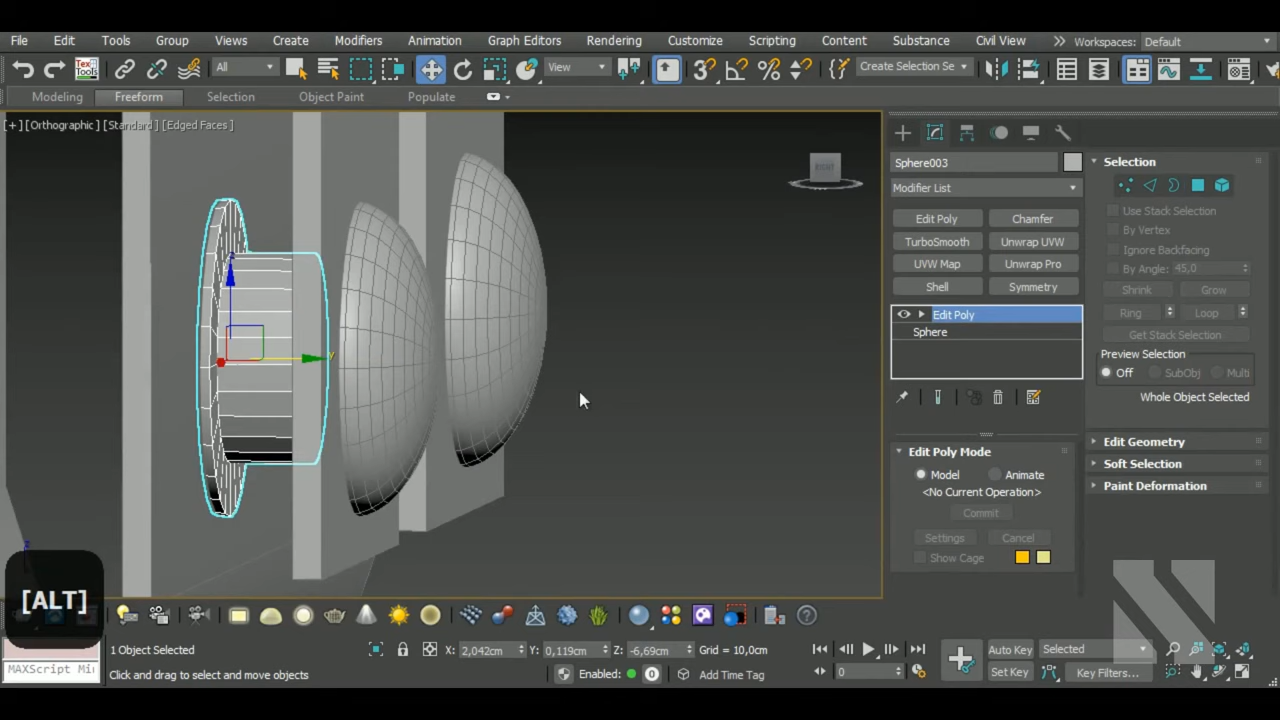 File Edit Tools Group Views Create Modifiers Animation Graph Editors Rendering Customize Scripting Content Substance Civil View Workspaces: Default
Tex Tools All View Create Selection Se
Modeling Freeform Selection Object Paint Populate
[+] [Orthographic] [Standard] [Edged Faces]
Sphere003
Modifier List
Edit Poly Chamfer
TurboSmooth Unwrap UVW
UVW Map Unwrap Pro
Shell Symmetry
Edit Poly
Sphere
Edit Poly Mode
Model Animate
<No Current Operation>
Commit
Settings Cancel
Show Cage
Selection
Use Stack Selection
By Vertex
Ignore Backfacing
By Angle: 45,0
Shrink Grow
Ring Loop
Get Stack Selection
Preview Selection
Off SubObj Multi
Whole Object Selected
Edit Geometry
Soft Selection
Paint Deformation
z
y
[ALT]
1 Object Selected X: 2,042cm Y: 0,119cm Z: -6,69cm Grid = 10,0cm Auto Key Selected
MAXScript Mi Click and drag to select and move objects Enabled: 0 Add Time Tag 0 Set Key Key Filters...